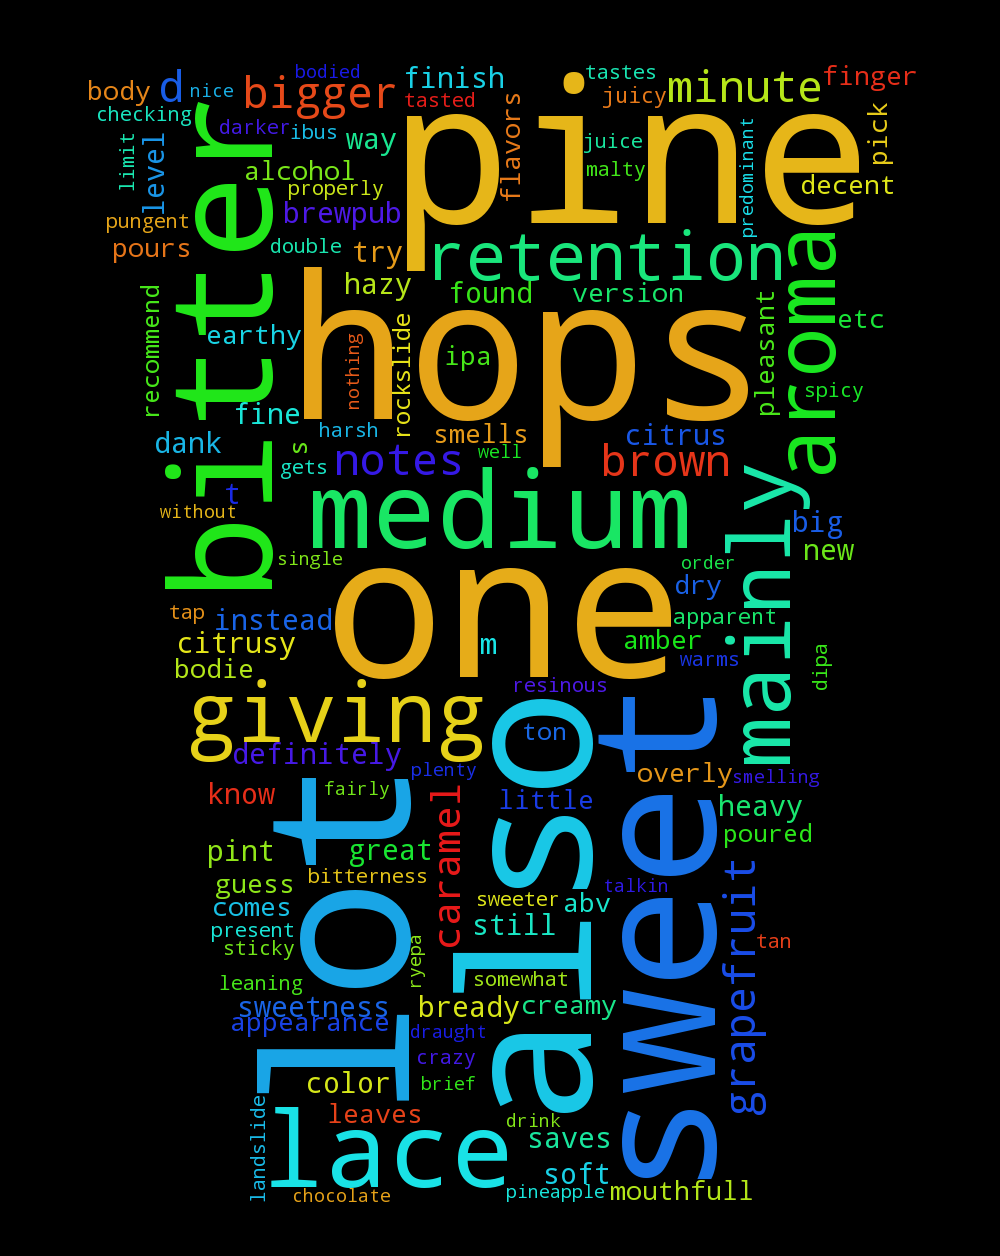 bodied
tastes
finish
finger
body
d
nice
bigger
tasted
juicy
minute
checking
darker
ibus
way
flavors
pine
juice
predominant
pick
limit
level
bitter
alcohol
properly
malty
decent
pungent
brewpub
pours
double
try
retention
aroma
hazy
found
version
etc
recommend
earthy
nothing
rockslide
hops
ipa
pleasant
spicy
fine
harsh
smells
citrus
dank
s
gets
notes
well
brown
t
without
medium
mainly
big
new
single
order
one
dry
tap
instead
apparent
citrusy
m
amber
warms
dipa
bodie
resinous
giving
ton
sweet
definitely
plenty
overly
smelling
know
fairly
lot
caramel
also
little
heavy
poured
pint
great
bitterness
guess
talkin
grapefruit
comes
sweeter
abv
present
still
tan
sticky
ryepa
leaning
somewhat
sweetness
bready
creamy
appearance
draught
crazy
color
brief
landslide
leaves
drink
lace
saves
soft
chocolate
pineapple
mouthfull